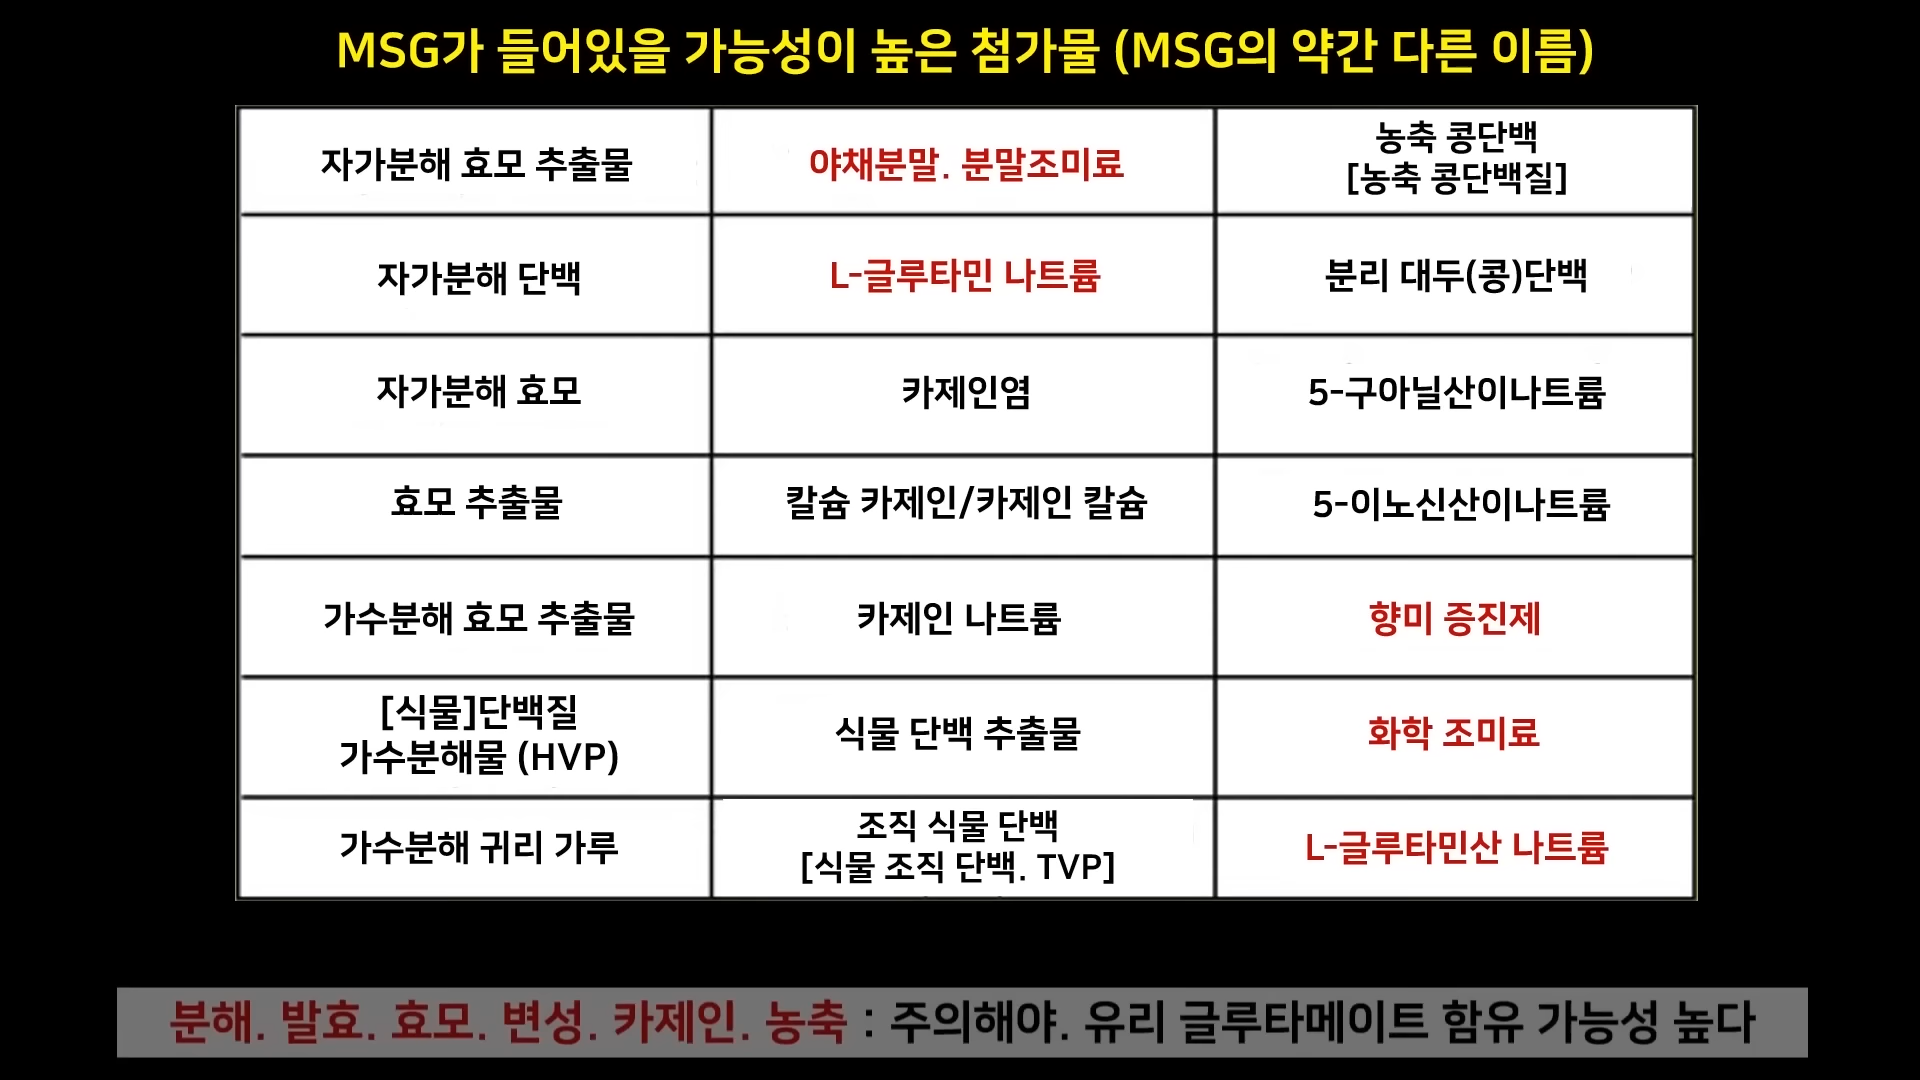 MSG가 들어있을 가능성이 높은 첨가물 (MSG의 약간 다른 이름)
자가분해 효모 추출물
야채분말. 분말조미료
농축 콩단백
[농축 콩단백질]
자가분해 단백
L-글루타민 나트륨
분리 대두(콩)단백
자가분해 효모
카제인염
5-구아닐산이나트륨
효모 추출물
칼슘 카제인/카제인 칼슘
5-이노신산이나트륨
가수분해 효모 추출물
카제인 나트륨
향미 증진제
[식물]단백질
가수분해물 (HVP)
식물 단백 추출물
화학 조미료
가수분해 귀리 가루
조직 식물 단백
[식물 조직 단백. TVP]
L-글루타민산 나트륨
분해. 발효. 효모. 변성. 카제인. 농축 : 주의해야. 유리 글루타메이트 함유 가능성 높다